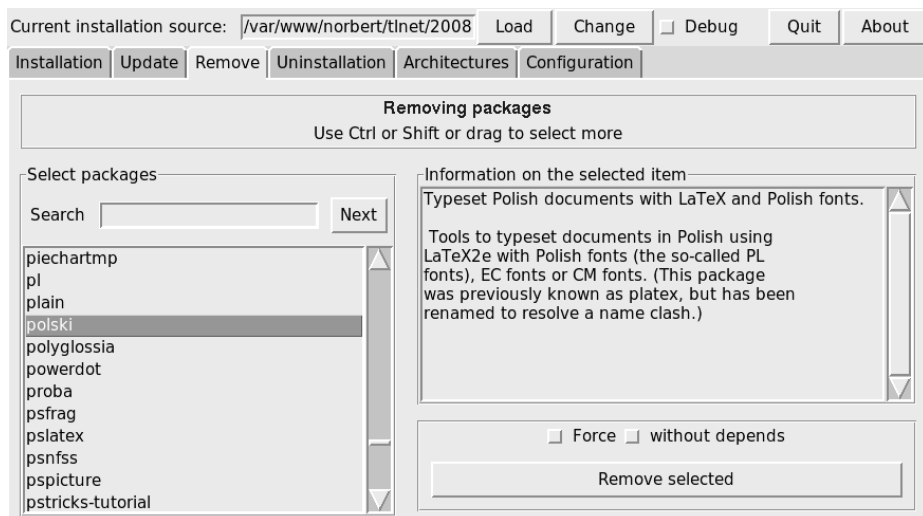 Current installation source: /var/www/norbert/tlnet/2008 Load Change Debug Quit About
Installation Update Remove Uninstallation Architectures Configuration
Removing packages
Use Ctrl or Shift or drag to select more
Select packages
Search Next
piechartmp
pl
plain
polski
polyglossia
powerdot
proba
psfrag
pslatex
psnfss
pspicture
pstricks-tutorial
Information on the selected item
Typeset Polish documents with LaTeX and Polish fonts.
Tools to typeset documents in Polish using
LaTeX2e with Polish fonts (the so-called PL
fonts), EC fonts or CM fonts. (This package
was previously known as platex, but has been
renamed to resolve a name clash.)
Force without depends
Remove selected